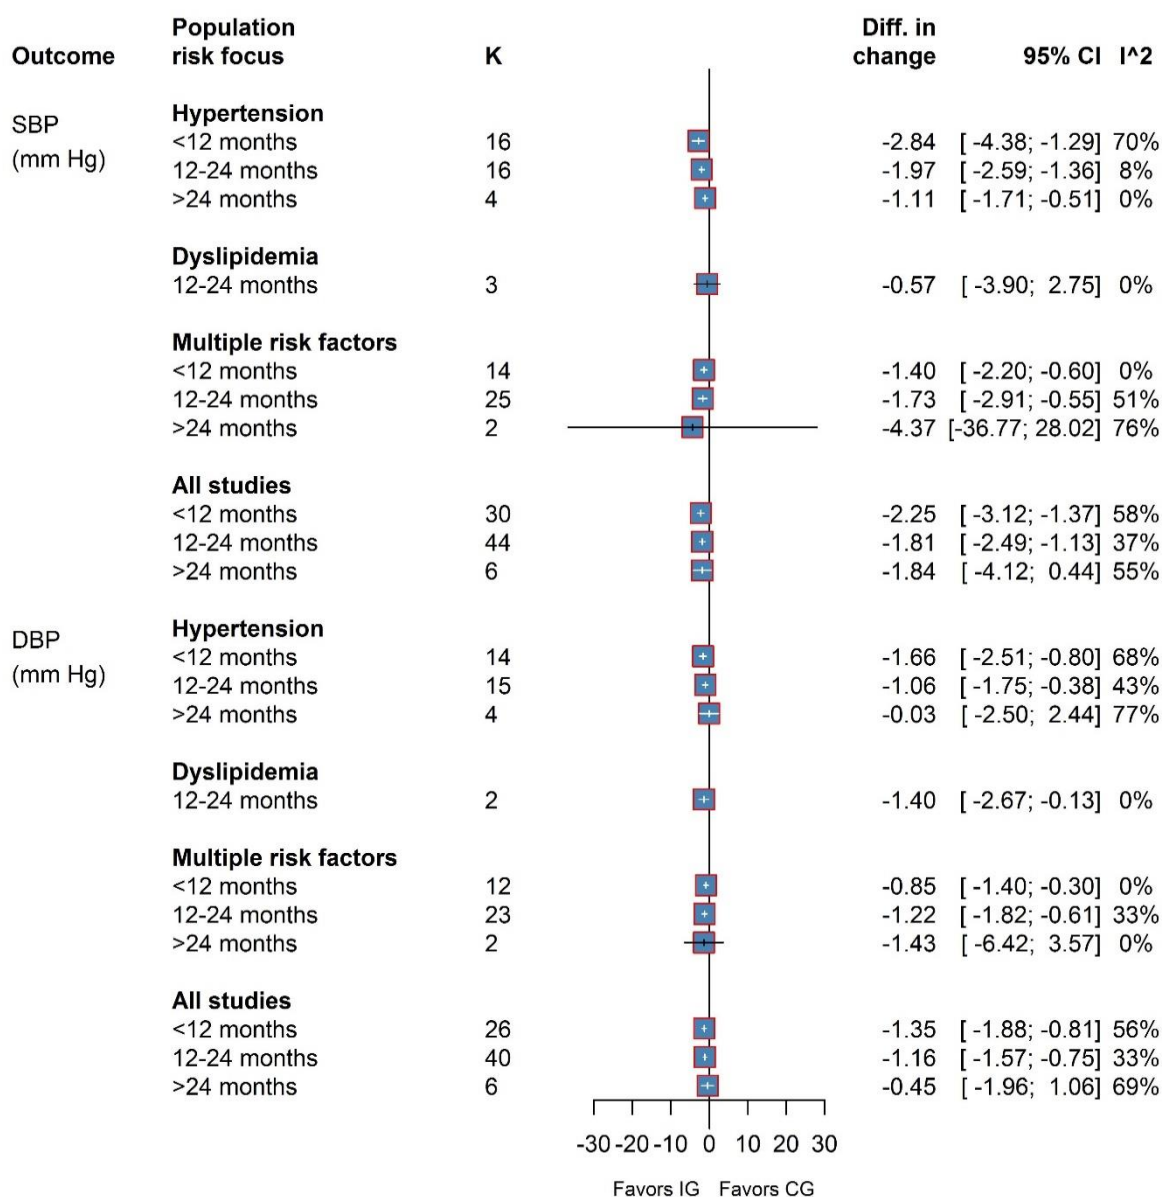 Outcome Population risk focus K Diff. in change 95% CI I^2
SBP (mm Hg)
Hypertension
<12 months 16 -2.84 [ -4.38; -1.29] 70%
12-24 months 16 -1.97 [ -2.59; -1.36] 8%
>24 months 4 -1.11 [ -1.71; -0.51] 0%
Dyslipidemia
12-24 months 3 -0.57 [ -3.90; 2.75] 0%
Multiple risk factors
<12 months 14 -1.40 [ -2.20; -0.60] 0%
12-24 months 25 -1.73 [ -2.91; -0.55] 51%
>24 months 2 -4.37 [-36.77; 28.02] 76%
All studies
<12 months 30 -2.25 [ -3.12; -1.37] 58%
12-24 months 44 -1.81 [ -2.49; -1.13] 37%
>24 months 6 -1.84 [ -4.12; 0.44] 55%
DBP (mm Hg)
Hypertension
<12 months 14 -1.66 [ -2.51; -0.80] 68%
12-24 months 15 -1.06 [ -1.75; -0.38] 43%
>24 months 4 -0.03 [ -2.50; 2.44] 77%
Dyslipidemia
12-24 months 2 -1.40 [ -2.67; -0.13] 0%
Multiple risk factors
<12 months 12 -0.85 [ -1.40; -0.30] 0%
12-24 months 23 -1.22 [ -1.82; -0.61] 33%
>24 months 2 -1.43 [ -6.42; 3.57] 0%
All studies
<12 months 26 -1.35 [ -1.88; -0.81] 56%
12-24 months 40 -1.16 [ -1.57; -0.75] 33%
>24 months 6 -0.45 [ -1.96; 1.06] 69%
-30 -20 -10 0 10 20 30
Favors IG Favors CG